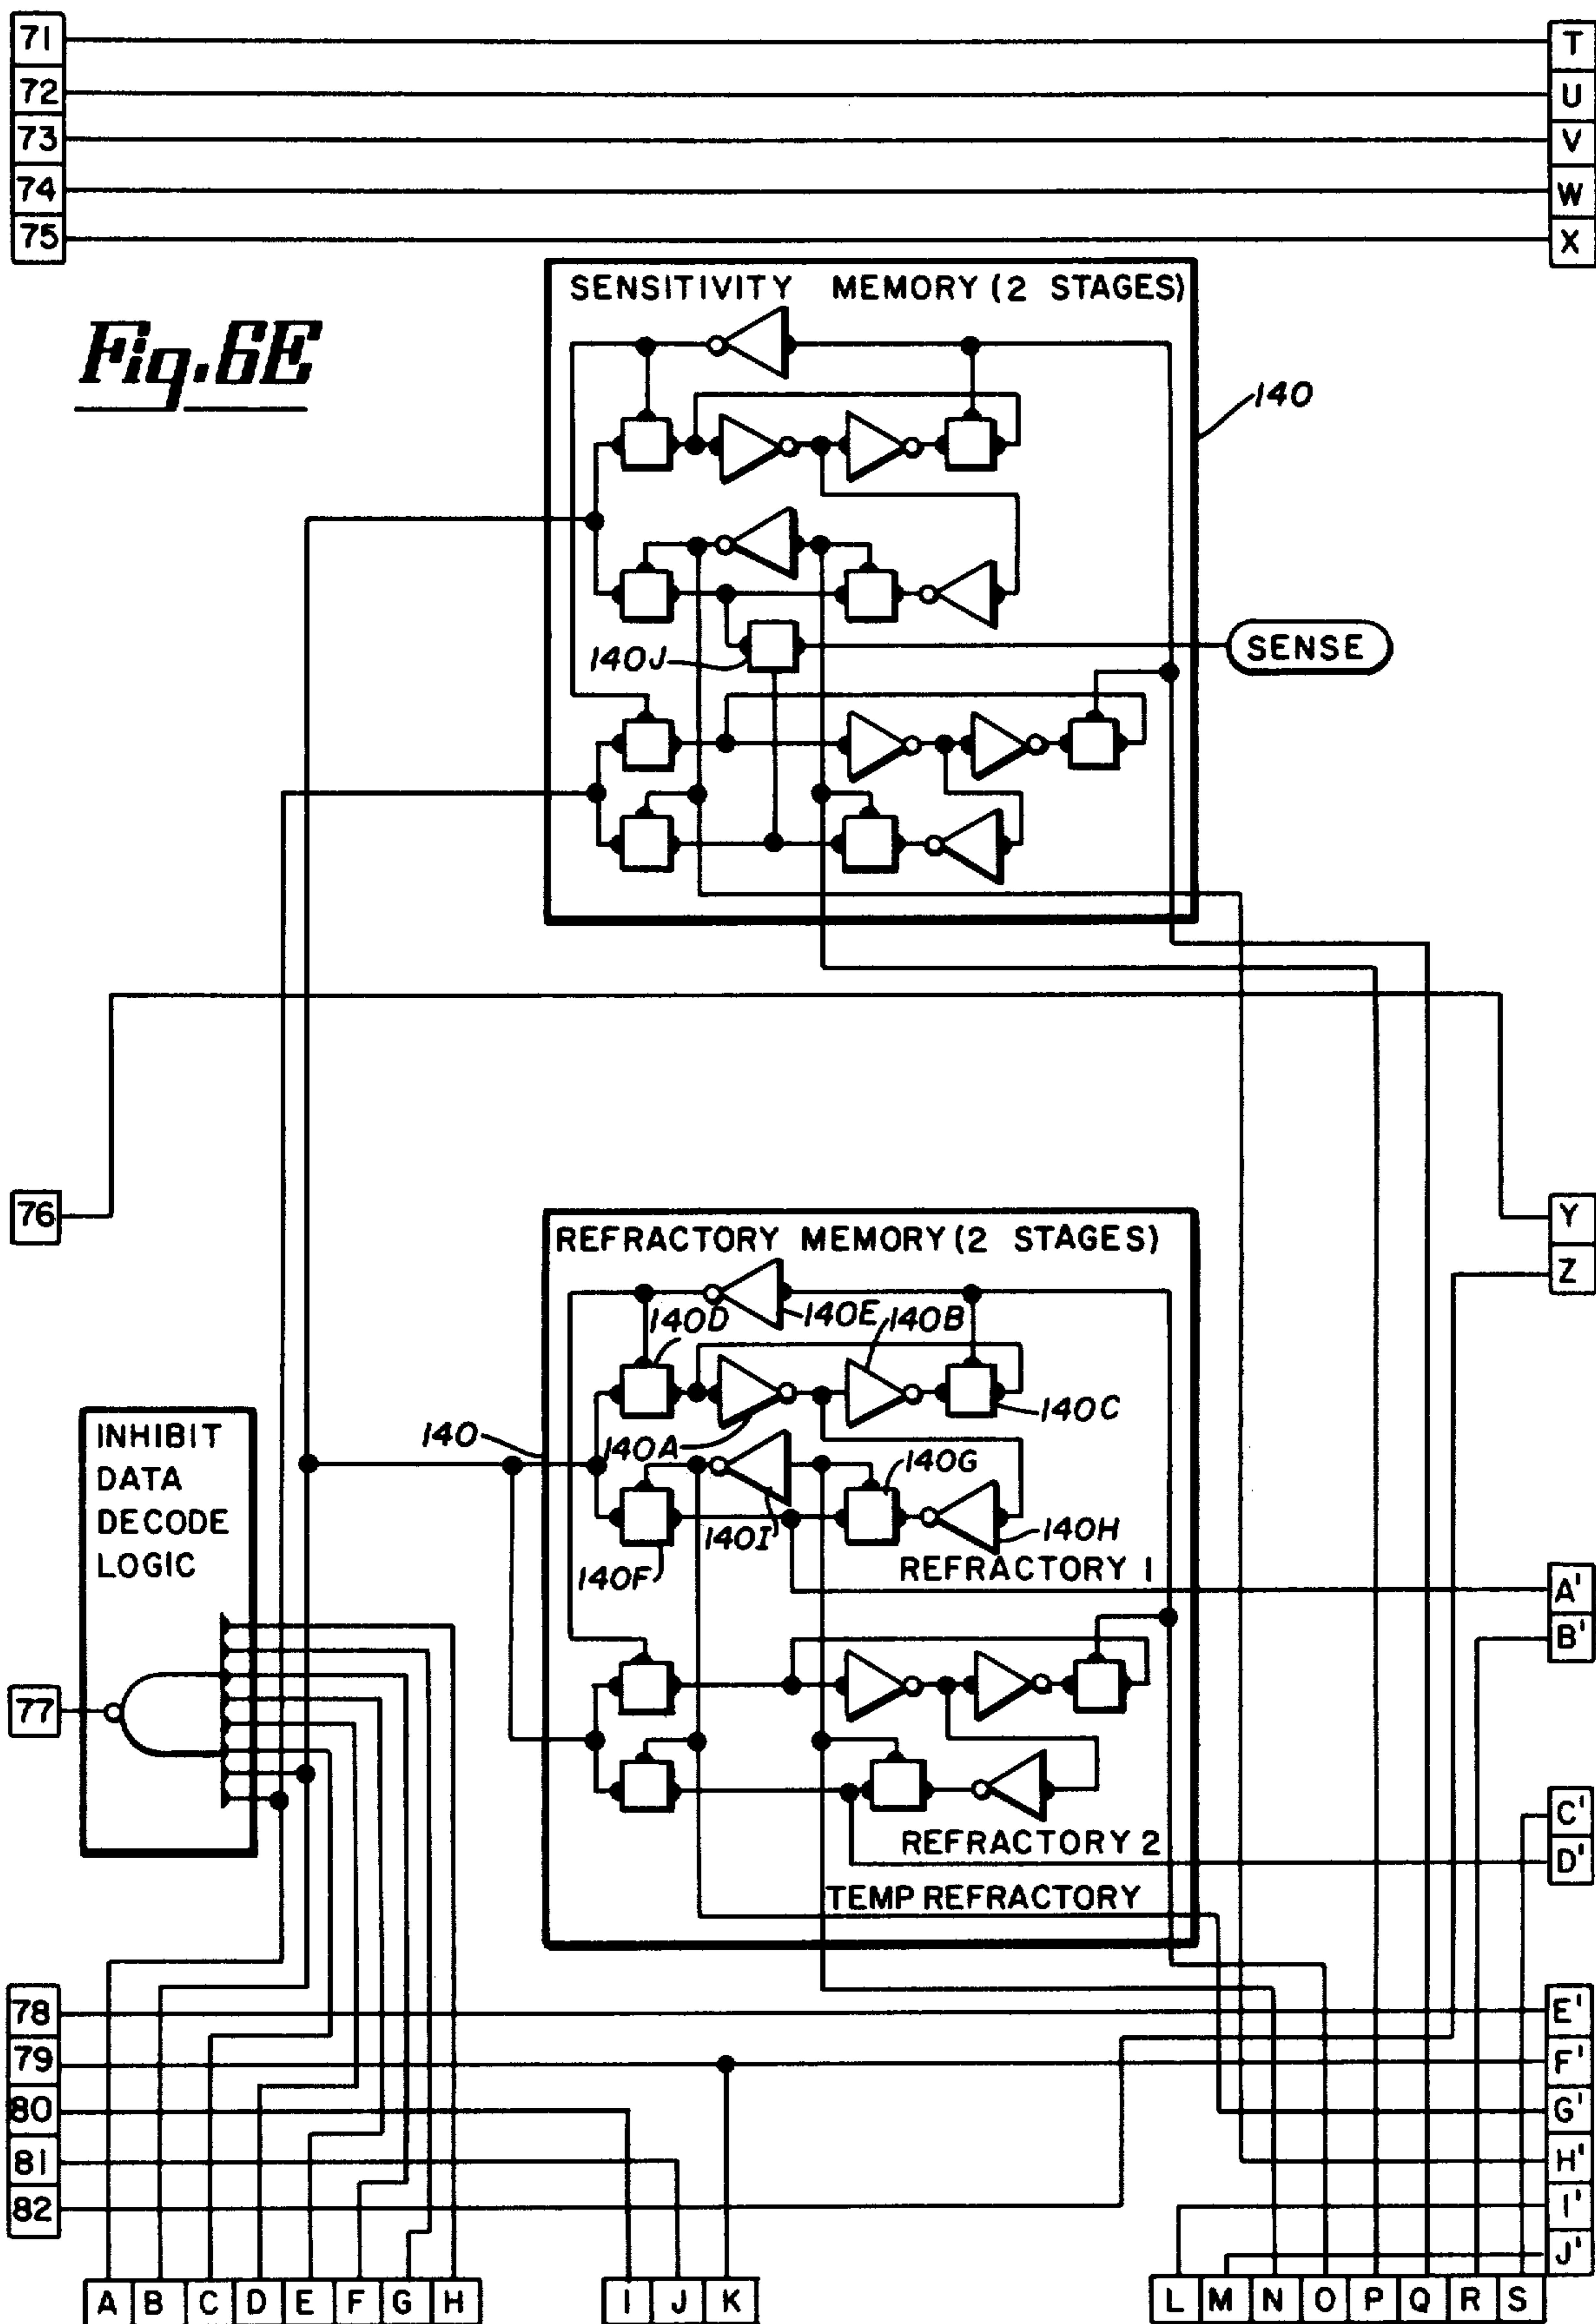 71
T
72
U
73
V
74
W
75
X
Fig. 6E
SENSITIVITY MEMORY (2 STAGES)
140
140J
SENSE
76
Y
Z
REFRACTORY MEMORY (2 STAGES)
140D
140E
140B
140C
140
140A
140G
140I
140H
140F
REFRACTORY 1
INHIBIT
DATA
DECODE
LOGIC
A'
B'
77
C'
D'
REFRACTORY 2
TEMP REFRACTORY
78
E'
79
F'
80
G'
81
H'
82
I'
J'
A B C D E F G H
I J K
L M N O P Q R S